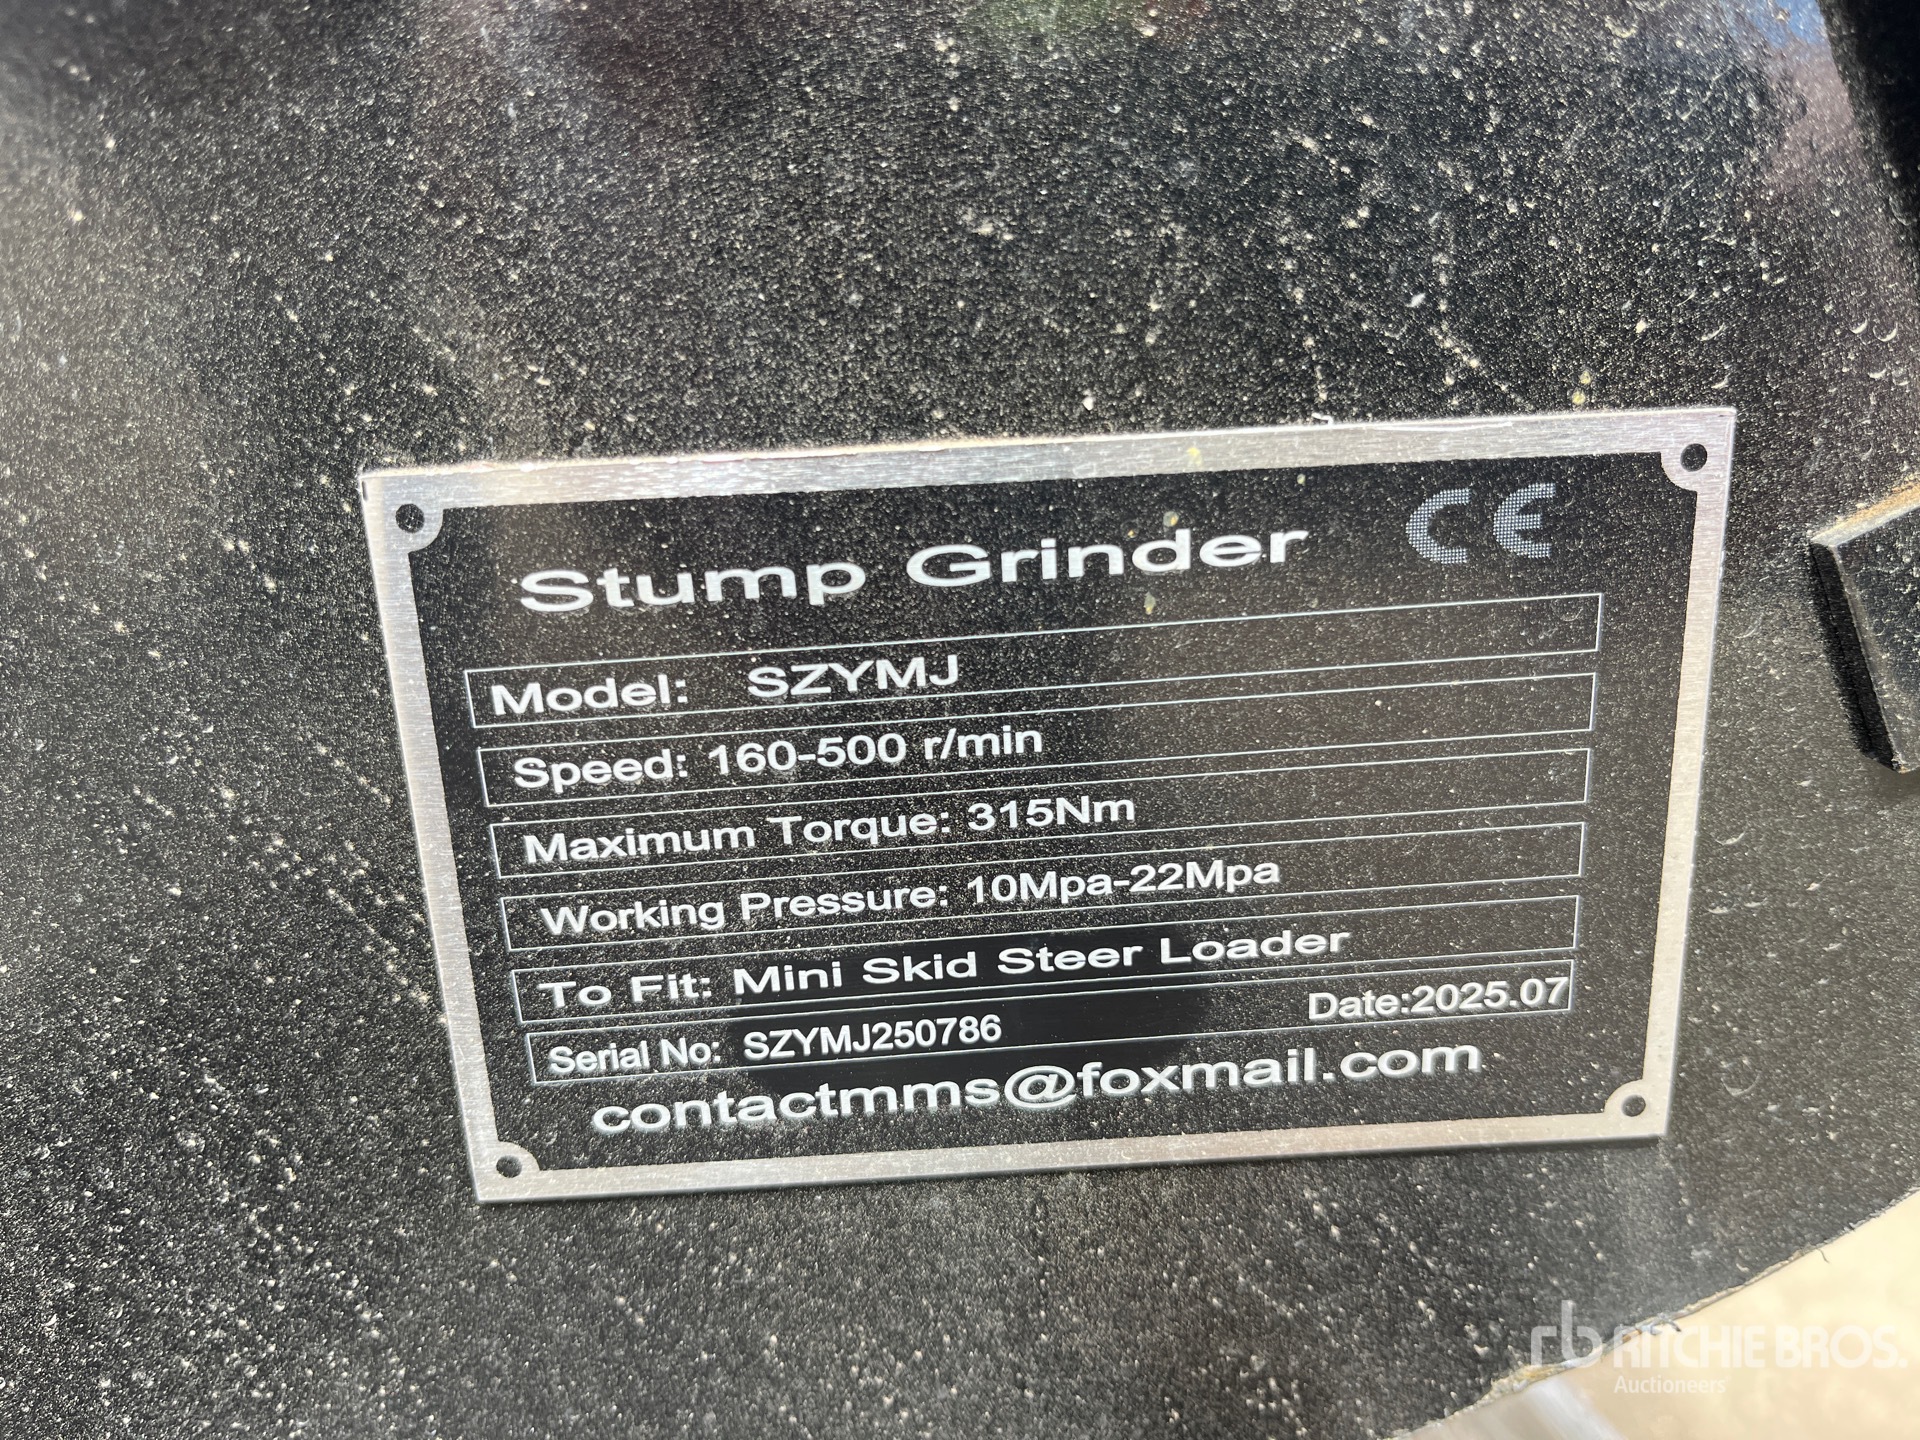 Stump Grinder CE
Model: SZYMJ
Speed: 160-500 r/min
Maximum Torque: 315Nm
Working Pressure: 10Mpa-22Mpa
To Fit: Mini Skid Steer Loader
Serial No: SZYMJ250786 Date:2025.07
contactmms@foxmail.com
rb RITCHIE BROS.
Auctioneers